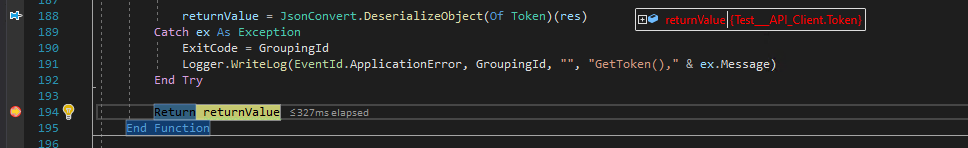 187
188 returnValue = JsonConvert.DeserializeObject(Of Token)(res) returnValue {Test___API_Client.Token}
189 Catch ex As Exception
190 ExitCode = GroupingId
191 Logger.WriteLog(EventId.ApplicationError, GroupingId, "", "GetToken()," & ex.Message)
192 End Try
193
194 Return returnValue ≤327ms elapsed
195 End Function
196